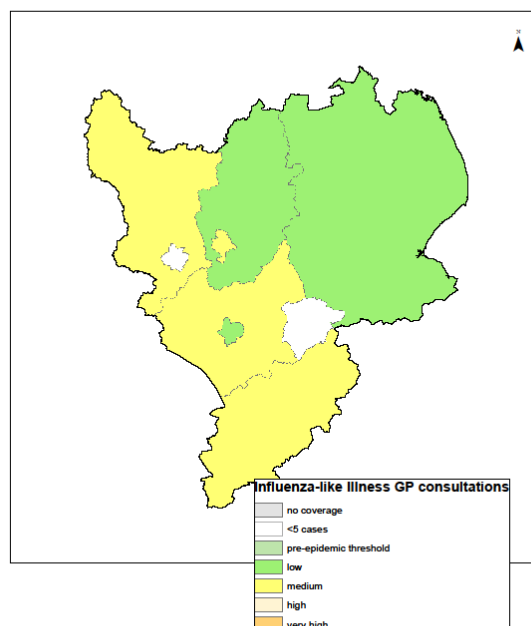 N
Influenza-like Illness GP consultations
no coverage
<5 cases
pre-epidemic threshold
low
medium
high
very high